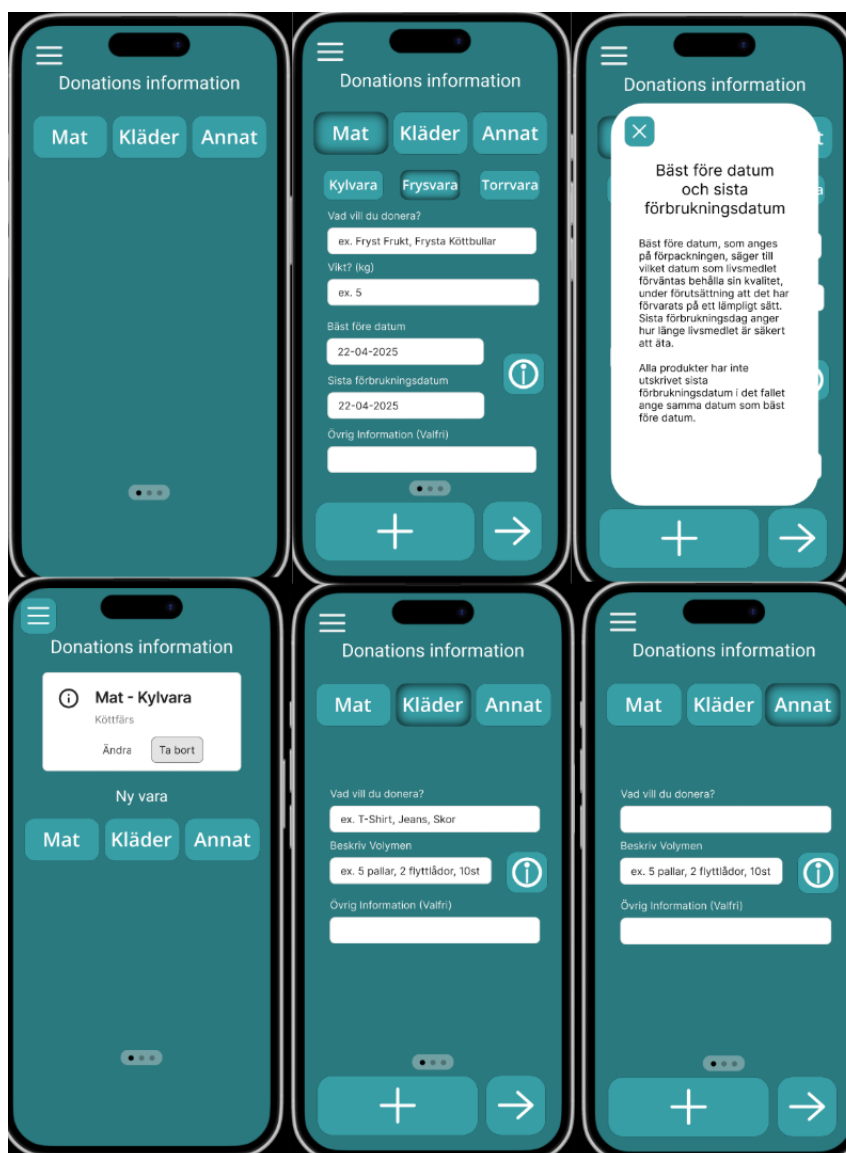 Donations information
Mat Kläder Annat
Donations information
Mat Kläder Annat
Kylvara Frysvara Torrvara
Vad vill du donera?
ex. Fryst Frukt, Frysta Köttbullar
Vikt? (kg)
ex. 5
Bäst före datum
22-04-2025
Sista förbrukningsdatum
22-04-2025
Övrig Information (Valfri)
Donations information
Bäst före datum
och sista
förbrukningsdatum
Bäst före datum, som anges
på förpackningen, säger till
vilket datum som livsmedlet
förväntas behålla sin kvalitet,
under förutsättning att det har
förvarats på ett lämpligt sätt.
Sista förbrukningsdag anger
hur länge livsmedlet är säkert
att äta.
Alla produkter har inte
utskrivet sista
förbrukningsdatum i det fallet
ange samma datum som bäst
före datum.
Donations information
Mat - Kylvara
Köttfärs
Ändra Ta bort
Ny vara
Mat Kläder Annat
Donations information
Mat Kläder Annat
Vad vill du donera?
ex. T-Shirt, Jeans, Skor
Beskriv Volymen
ex. 5 pallar, 2 flyttlådor, 10st
Övrig Information (Valfri)
Donations information
Mat Kläder Annat
Vad vill du donera?
Beskriv Volymen
ex. 5 pallar, 2 flyttlådor, 10st
Övrig Information (Valfri)